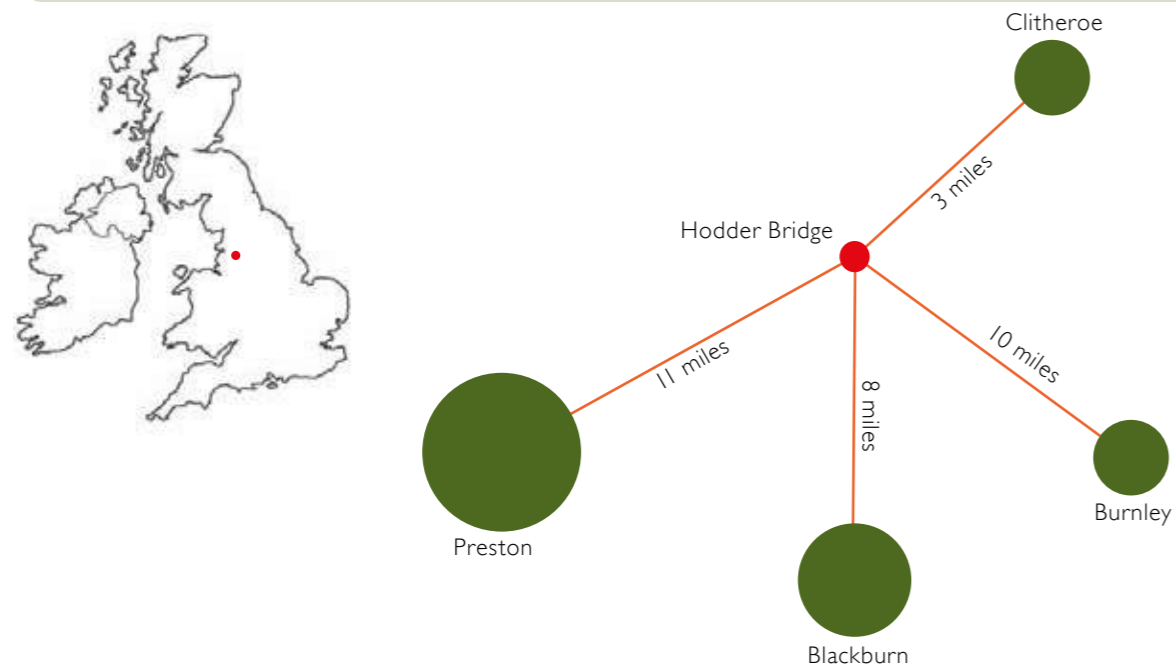 Clitheroe
3 miles
Hodder Bridge
11 miles
10 miles
8 miles
Burnley
Preston
Blackburn